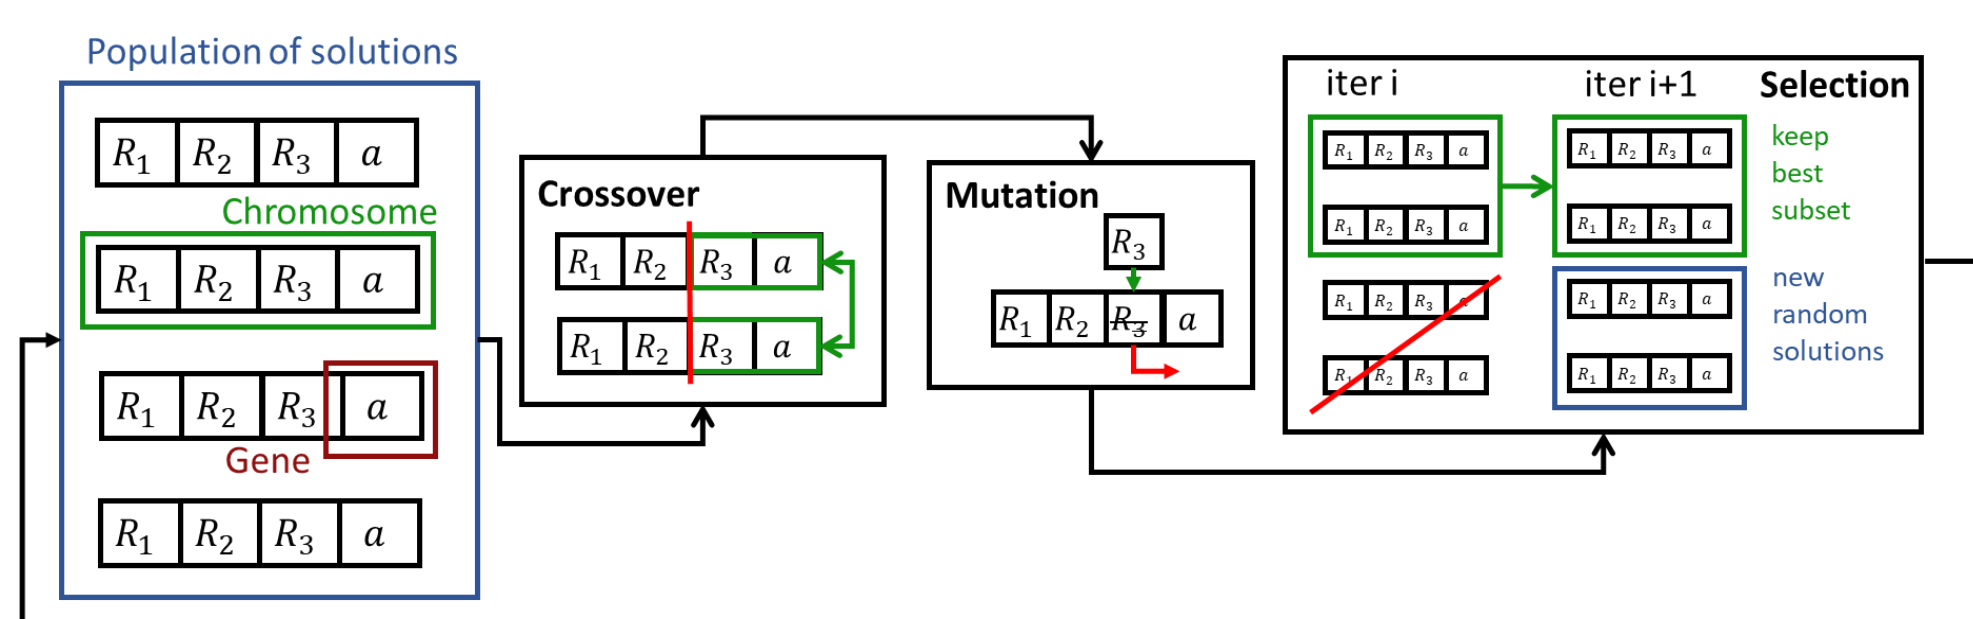 Population of solutions
R₁ R₂ R₃ a
Chromosome
R₁ R₂ R₃ a
R₁ R₂ R₃ a
Gene
R₁ R₂ R₃ a
Crossover
R₁ R₂ R₃ a
R₁ R₂ R₃ a
Mutation
R₃
R₁ R₂ R₃ a
iter i
iter i+1
Selection
R₁ R₂ R₃ a
R₁ R₂ R₃ a
R₁ R₂ R₃ a
R₁ R₂ R₃ a
R₁ R₂ R₃ a
R₁ R₂ R₃ a
R₁ R₂ R₃ a
R₁ R₂ R₃ a
keep
best
subset
new
random
solutions